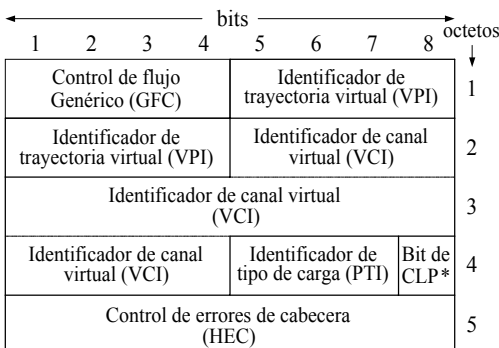 bits
octetos
1 2 3 4 5 6 7 8
Control de flujo
Genérico (GFC)
Identificador de
trayectoria virtual (VPI)
1
Identificador de
trayectoria virtual (VPI)
Identificador de canal
virtual (VCI)
2
Identificador de canal virtual
(VCI)
3
Identificador de canal
virtual (VCI)
Identificador de
tipo de carga (PTI)
Bit de
CLP*
4
Control de errores de cabecera
(HEC)
5